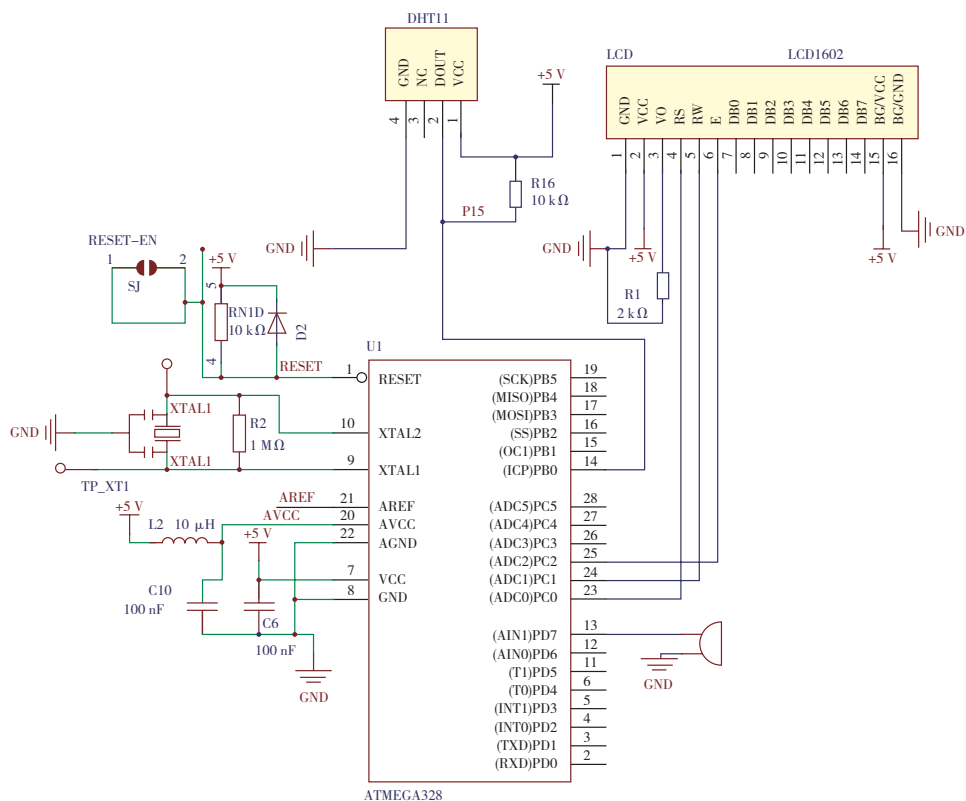 DHT11
GND
NC
DOUT
VCC
4
3
2
1
+5 V
R16
10 kΩ
P15
GND
LCD
LCD1602
GND
VCC
VO
RS
RW
E
DB0
DB1
DB2
DB3
DB4
DB5
DB6
DB7
BG/VCC
BG/GND
1
2
3
4
5
6
7
8
9
10
11
12
13
14
15
16
GND
+5 V
R1
2 kΩ
+5 V
GND
RESET-EN
1
2
SJ
+5 V
5
RN1D
10 kΩ
4
D2
RESET
U1
1
RESET
XTAL1
R2
1 MΩ
GND
XTAL1
TP_XT1
10
XTAL2
9
XTAL1
AREF
21
AREF
AVCC
20
AVCC
22
AGND
+5 V
L2
10 μH
+5 V
7
VCC
8
GND
C10
100 nF
C6
100 nF
GND
(SCK)PB5
19
(MISO)PB4
18
(MOSI)PB3
17
(SS)PB2
16
(OC1)PB1
15
(ICP)PB0
14
(ADC5)PC5
28
(ADC4)PC4
27
(ADC3)PC3
26
(ADC2)PC2
25
(ADC1)PC1
24
(ADC0)PC0
23
(AIN1)PD7
13
(AIN0)PD6
12
(T1)PD5
11
(T0)PD4
6
(INT1)PD3
5
(INT0)PD2
4
(TXD)PD1
3
(RXD)PD0
2
GND
ATMEGA328